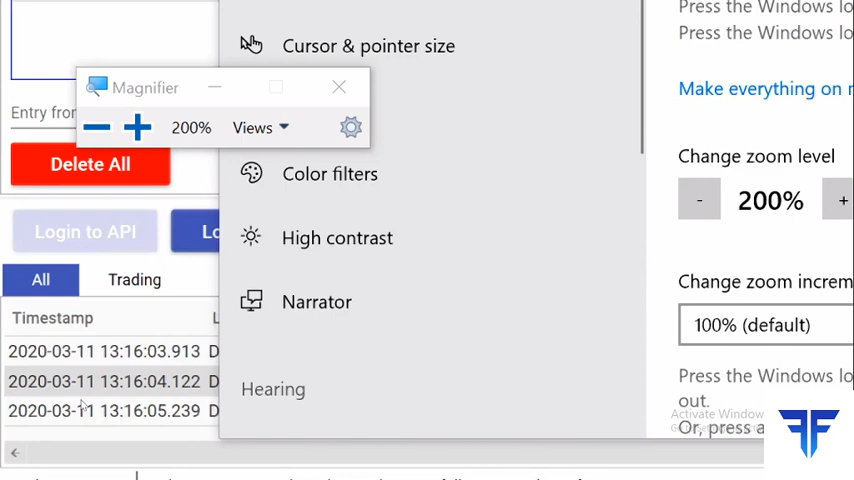 Press the Windows lo
Cursor & pointer size
Press the Windows lo
Magnifier
Make everything on
Entry fron
200%
Views
Delete All
Change zoom level
Color filters
- 200% +
Login to API
Lo
High contrast
All
Trading
Change zoom increm
Narrator
Timestamp
L
100% (default)
2020-03-11 13:16:03.913 D
2020-03-11 13:16:04.122 D
Hearing
Press the Windows lo
out.
2020-03-11 13:16:05.239 D
Activate Window
Or, press a